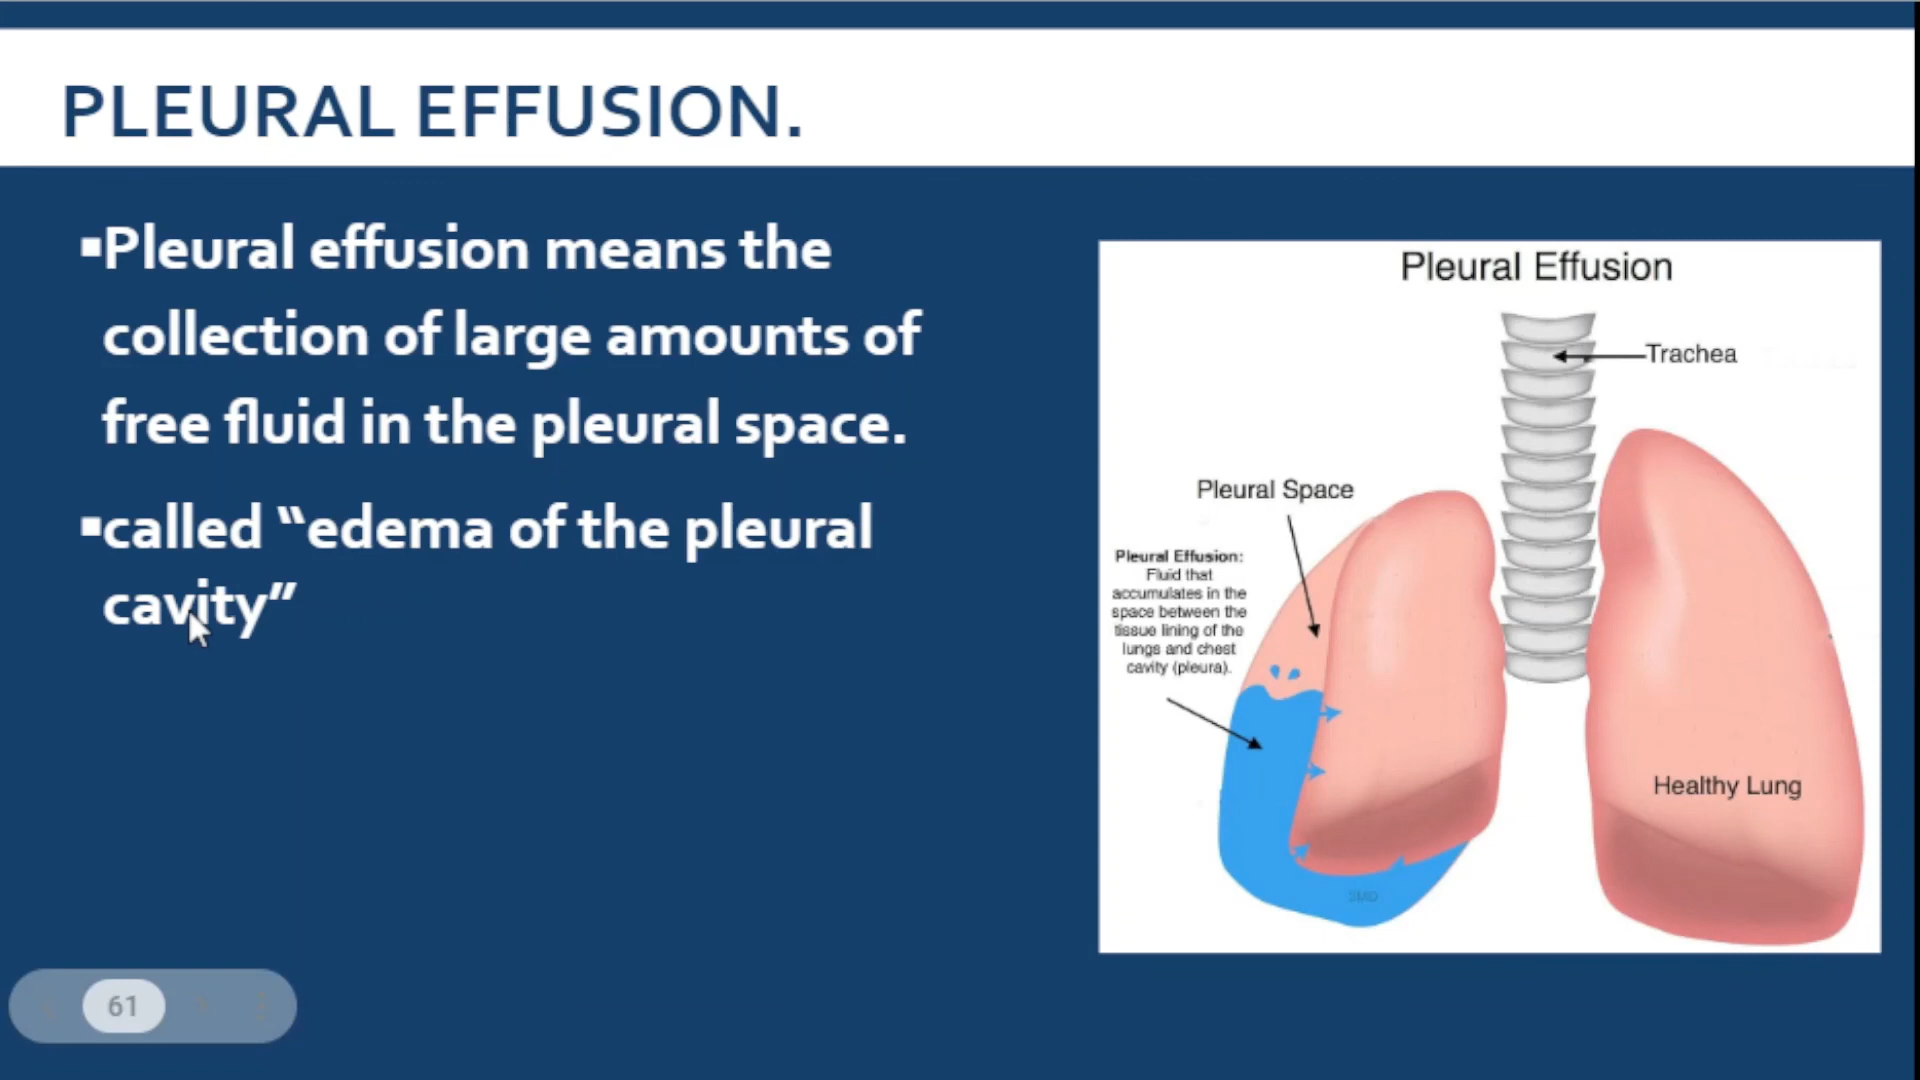 PLEURAL EFFUSION.
▪Pleural effusion means the
collection of large amounts of
free fluid in the pleural space.
▪called “edema of the pleural
cavity”
Pleural Effusion
Trachea
Pleural Space
Pleural Effusion:
Fluid that
accumulates in the
space between the
tissue lining of the
lungs and chest
cavity (pleura).
Healthy Lung
SMD
61